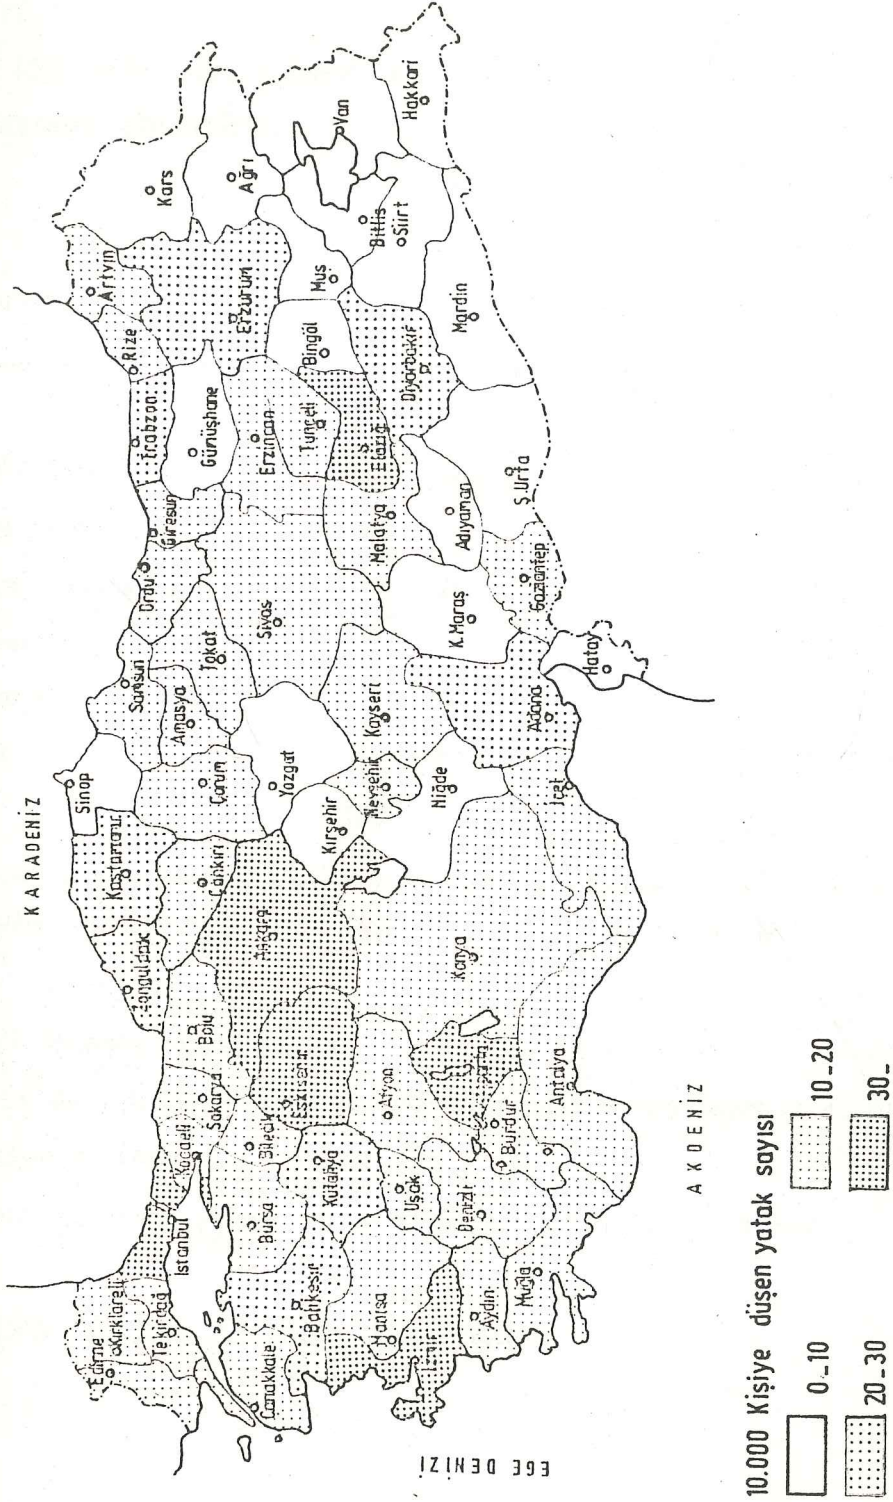 KARADENİZ
Edirne
Kırklareli
Tekirdağ
İstanbul
Kocaeli
Sakarya
Bolu
Zonguldak
Kastamonu
Çankırı
Sinop
Çorum
Samsun
Amasya
Tokat
Ordu
Giresun
Gümüşhane
Trabzon
Rize
Artvin
Kars
Çanakkale
Balıkesir
Bursa
Bilecik
Eskişehir
Kütahya
Ankara
Kırşehir
Yozgat
Sivas
Erzincan
Tunceli
Bingöl
Erzurum
Muş
Ağrı
Manisa
İzmir
Uşak
Afyon
Konya
Nevşehir
Niğde
Kayseri
Malatya
Elazığ
Diyarbakır
Bitlis
Siirt
Van
Hakkari
Aydın
Denizli
Muğla
Burdur
Isparta
Antalya
İçel
Adana
K.Maraş
Adıyaman
Gaziantep
Ş.Urfa
Mardin
Hatay
EGE DENİZİ
AKDENİZ
10.000 Kişiye düşen yatak sayısı
0_10
10_20
20_30
30_